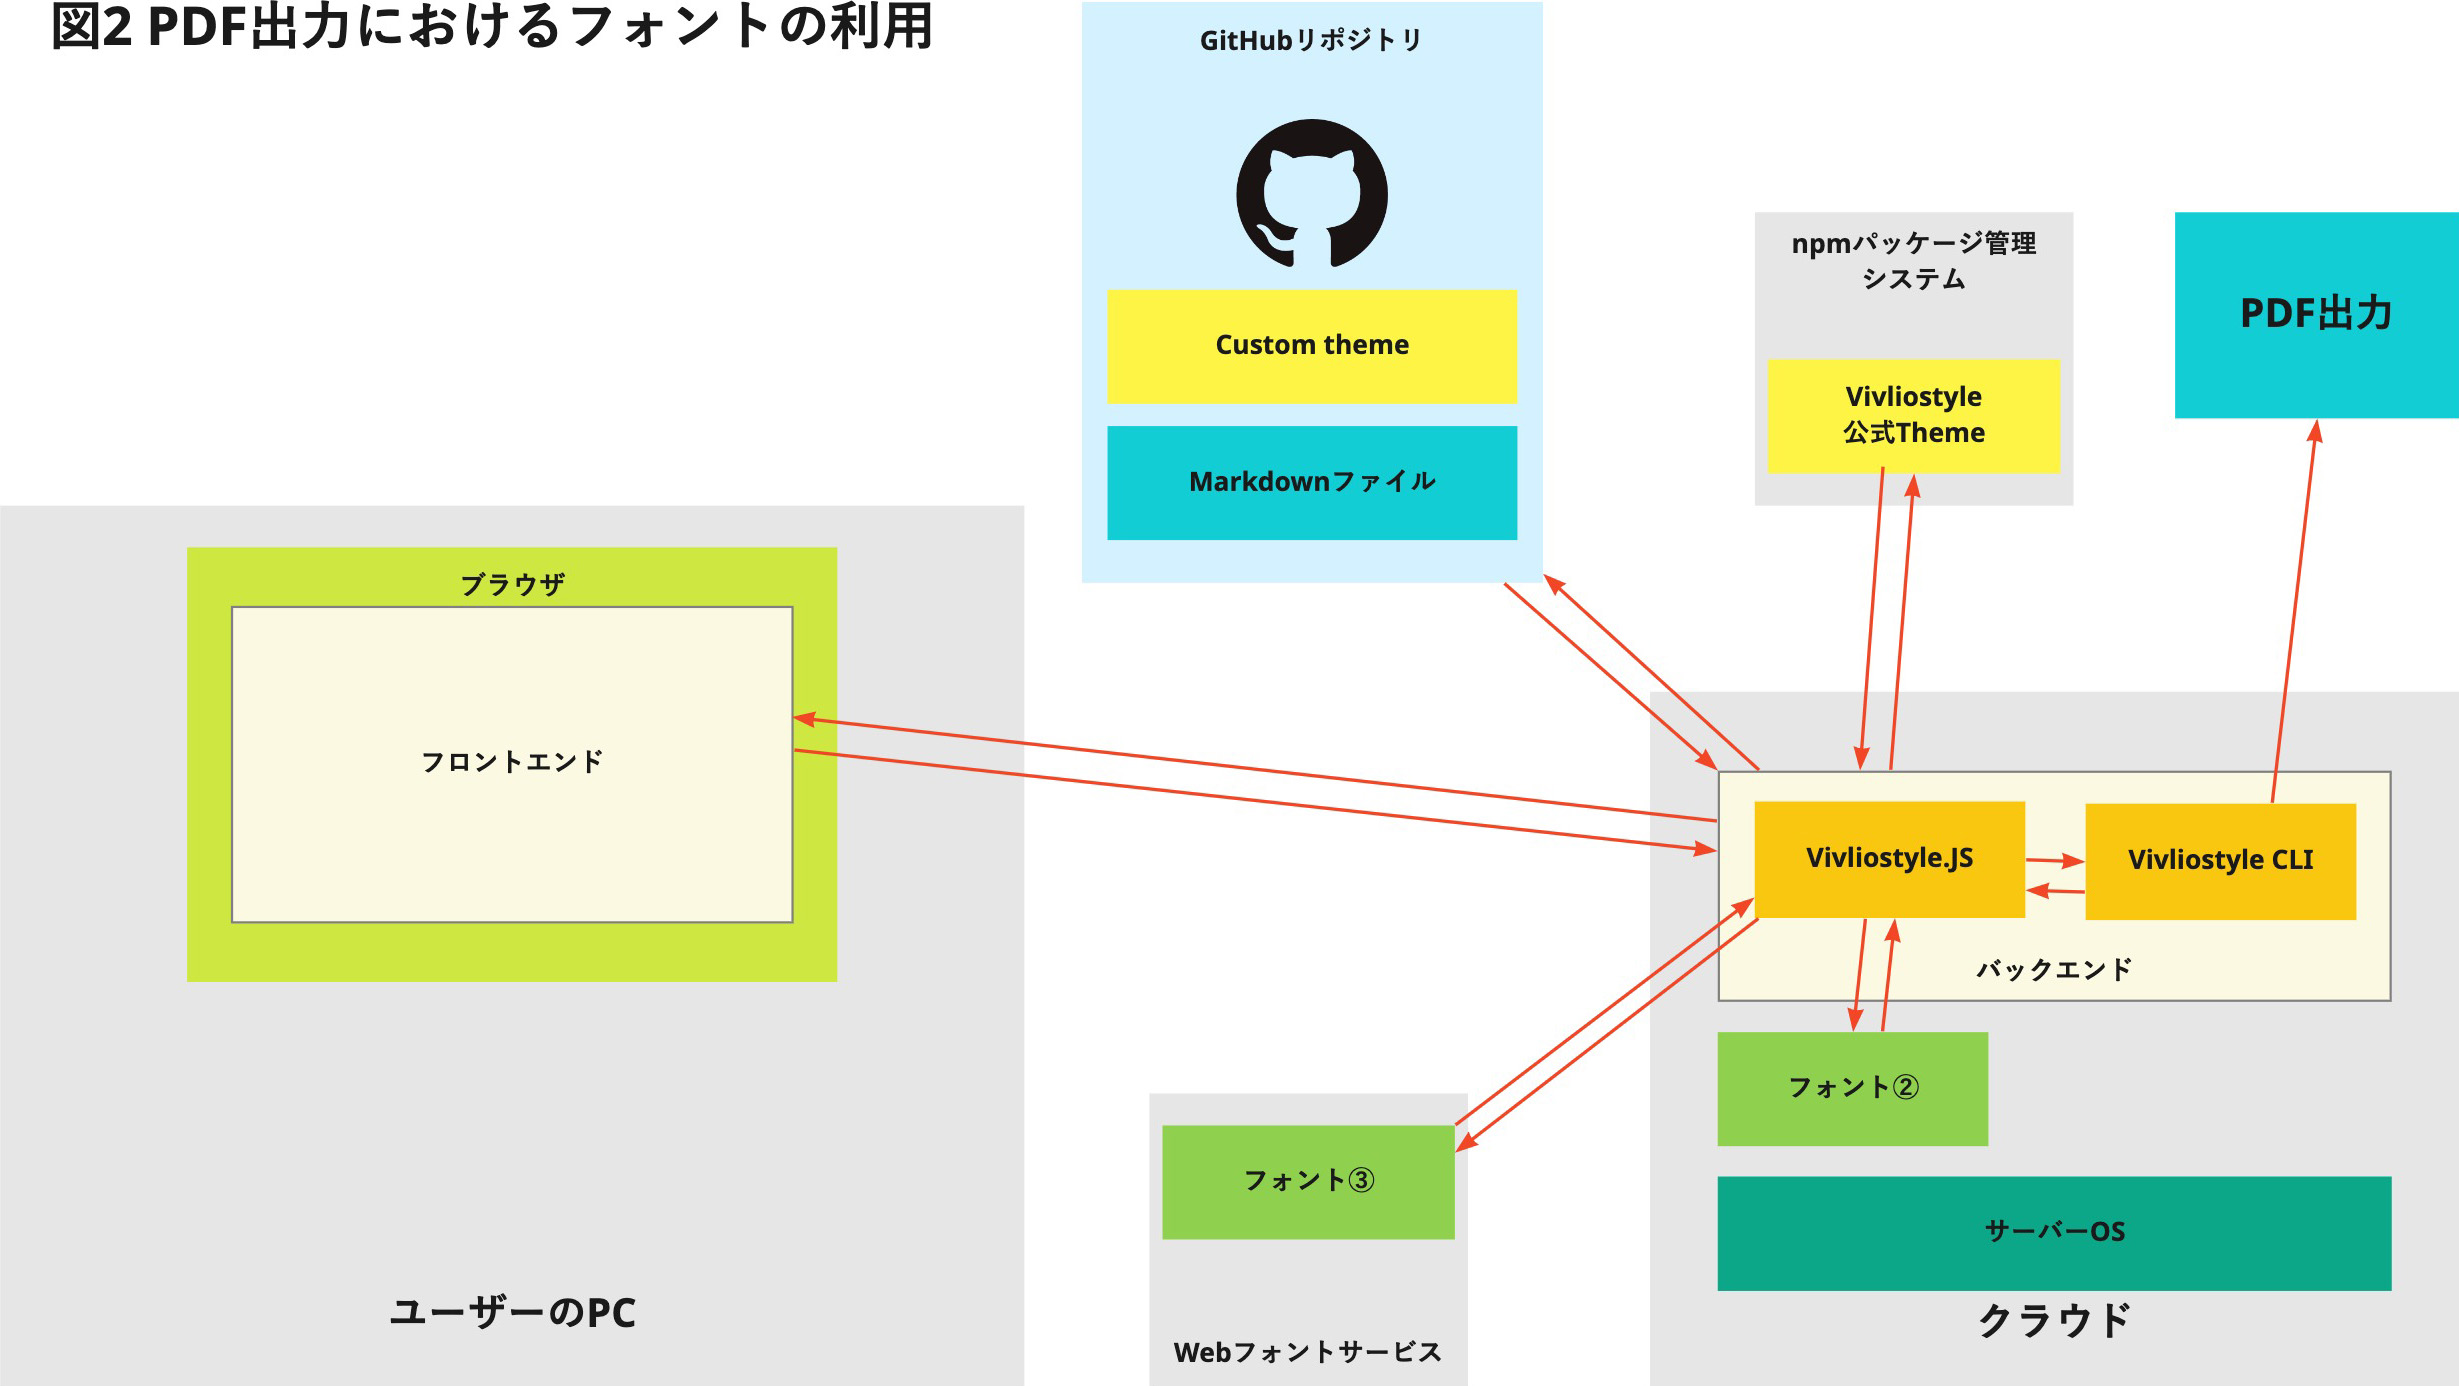 図2 PDF出力におけるフォントの利用
GitHubリポジトリ
Custom theme
Markdownファイル
npmパッケージ管理
システム
Vivliostyle
公式Theme
PDF出力
ブラウザ
フロントエンド
ユーザーのPC
Vivliostyle.JS
Vivliostyle CLI
バックエンド
フォント②
サーバーOS
クラウド
フォント③
Webフォントサービス